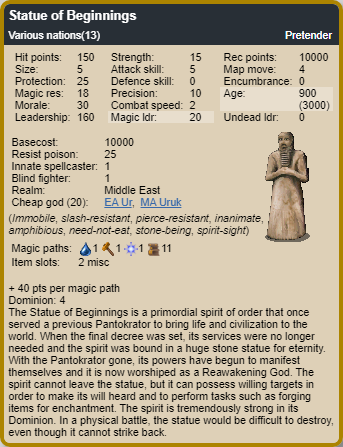 Statue of Beginnings
Various nations(13) Pretender
Hit points: 150 Strength: 15 Rec points: 10000
Size: 5 Attack skill: 5 Map move: 4
Protection: 25 Defence skill: 0 Encumbrance: 0
Magic res: 18 Precision: 10 Age: 900
Morale: 30 Combat speed: 2 (3000)
Leadership: 160 Magic ldr: 20 Undead ldr: 0
Basecost: 10000
Resist poison: 25
Innate spellcaster: 1
Blind fighter: 1
Realm: Middle East
Cheap god (20): EA Ur, MA Uruk
(Immobile, slash-resistant, pierce-resistant, inanimate,
amphibious, need-not-eat, stone-being, spirit-sight)
Magic paths: 1 1 1 11
Item slots: 2 misc
+ 40 pts per magic path
Dominion: 4
The Statue of Beginnings is a primordial spirit of order that once
served a previous Pantokrator to bring life and civilization to the
world. When the final decree was set, its services were no longer
needed and the spirit was bound in a huge stone statue for eternity.
With the Pantokrator gone, its powers have begun to manifest
themselves and it is now worshiped as a Reawakening God. The
spirit cannot leave the statue, but it can possess willing targets in
order to make its will heard and to perform tasks such as forging
items for enchantment. The spirit is tremendously strong in its
Dominion. In a physical battle, the statue would be difficult to destroy,
even though it cannot strike back.